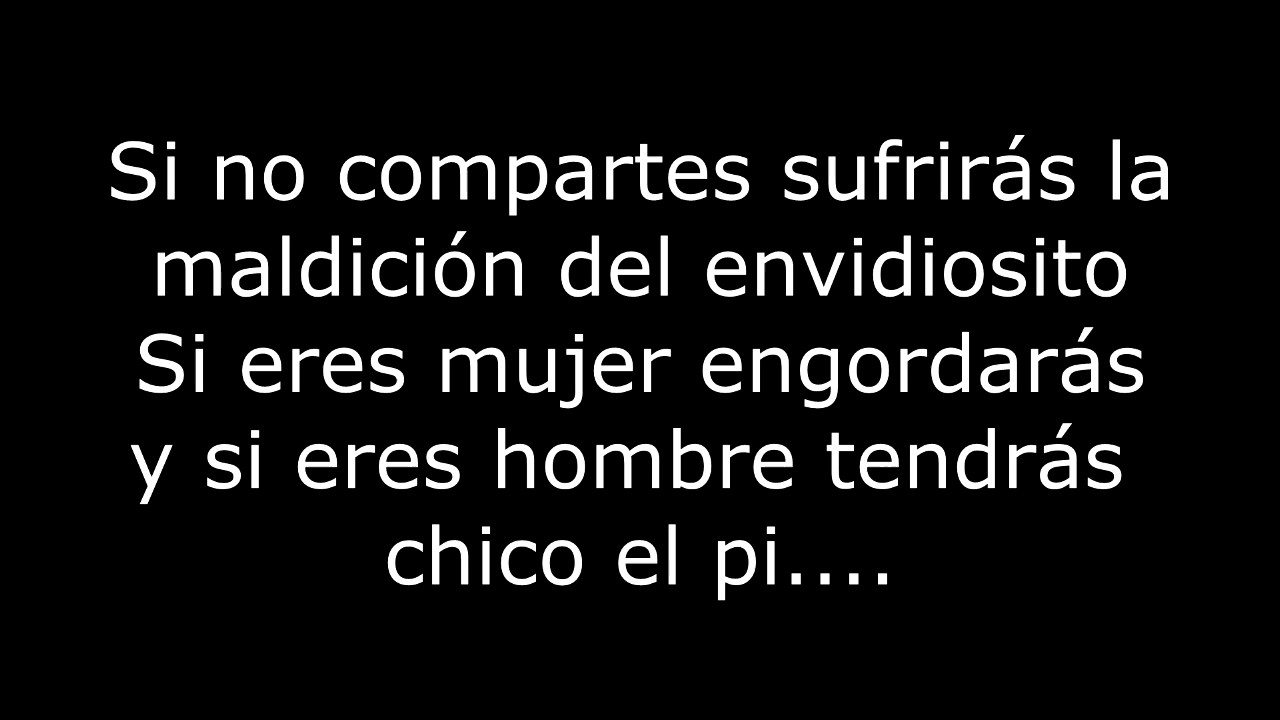 Si no compartes sufrirás la
maldición del envidiosito
Si eres mujer engordarás
y si eres hombre tendrás
chico el pi....